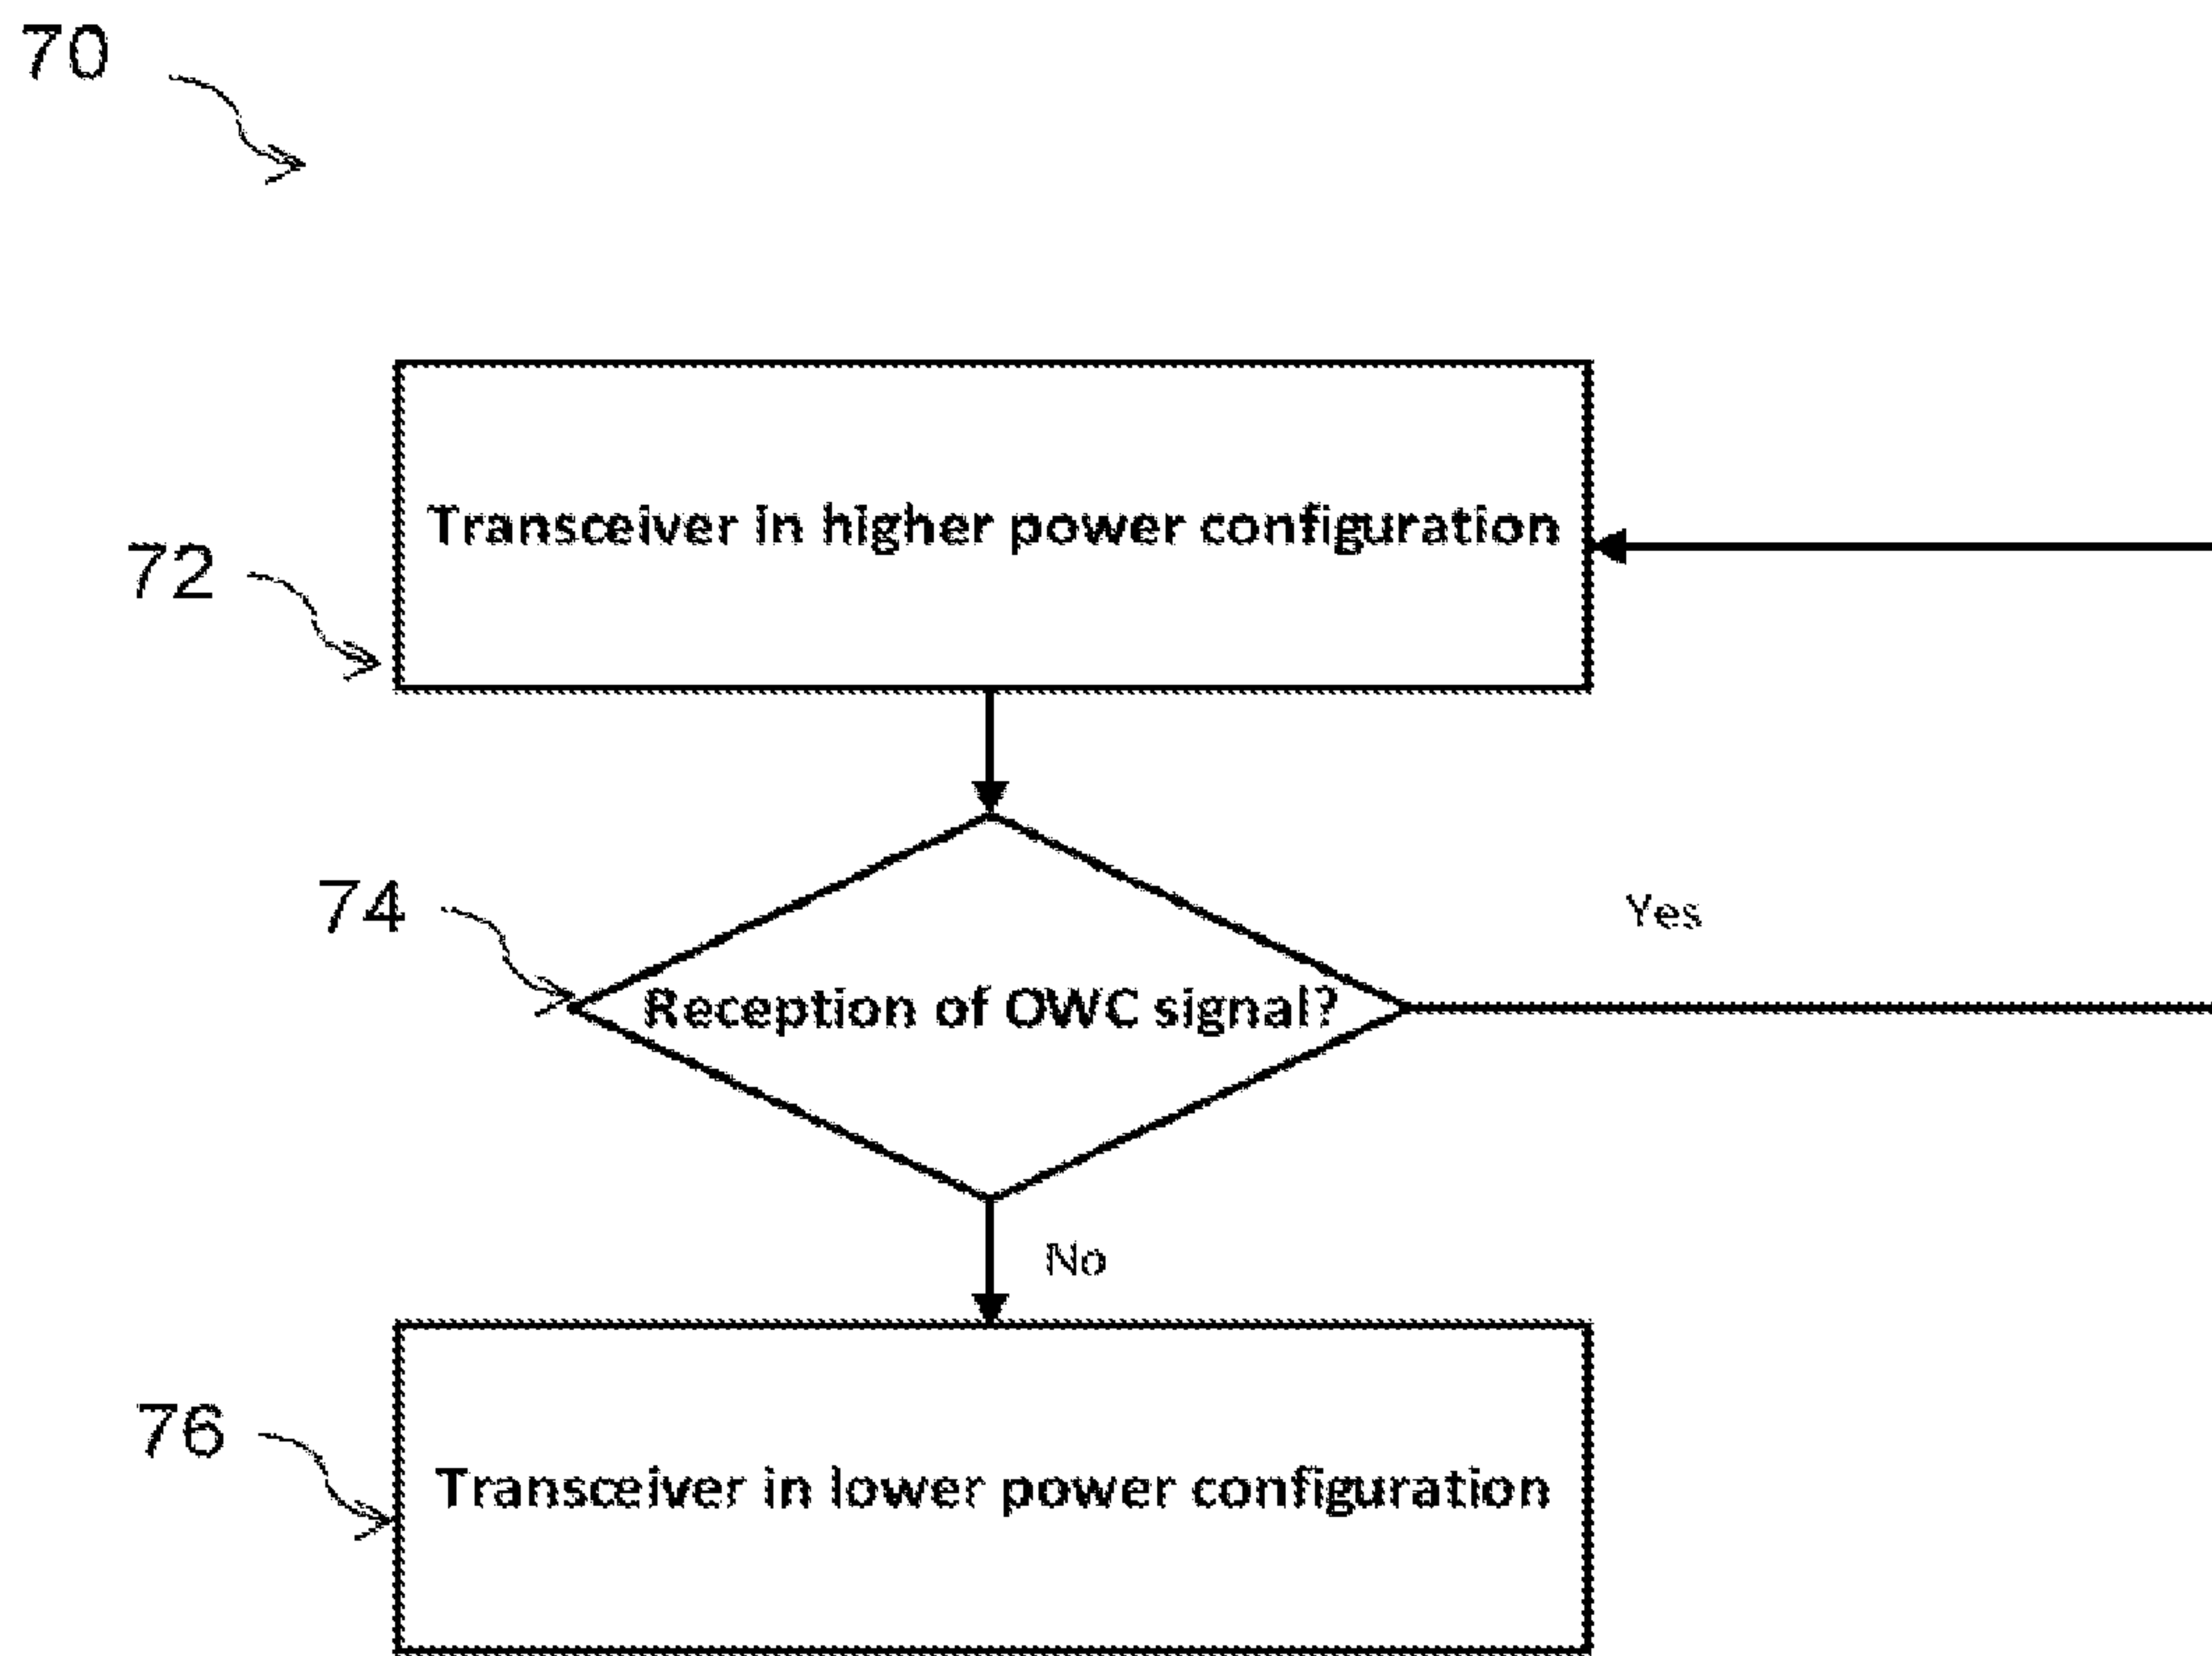 70
Transceiver in higher power configuration
72
74
Yes
Reception of OWC signal?
No
76
Transceiver in lower power configuration